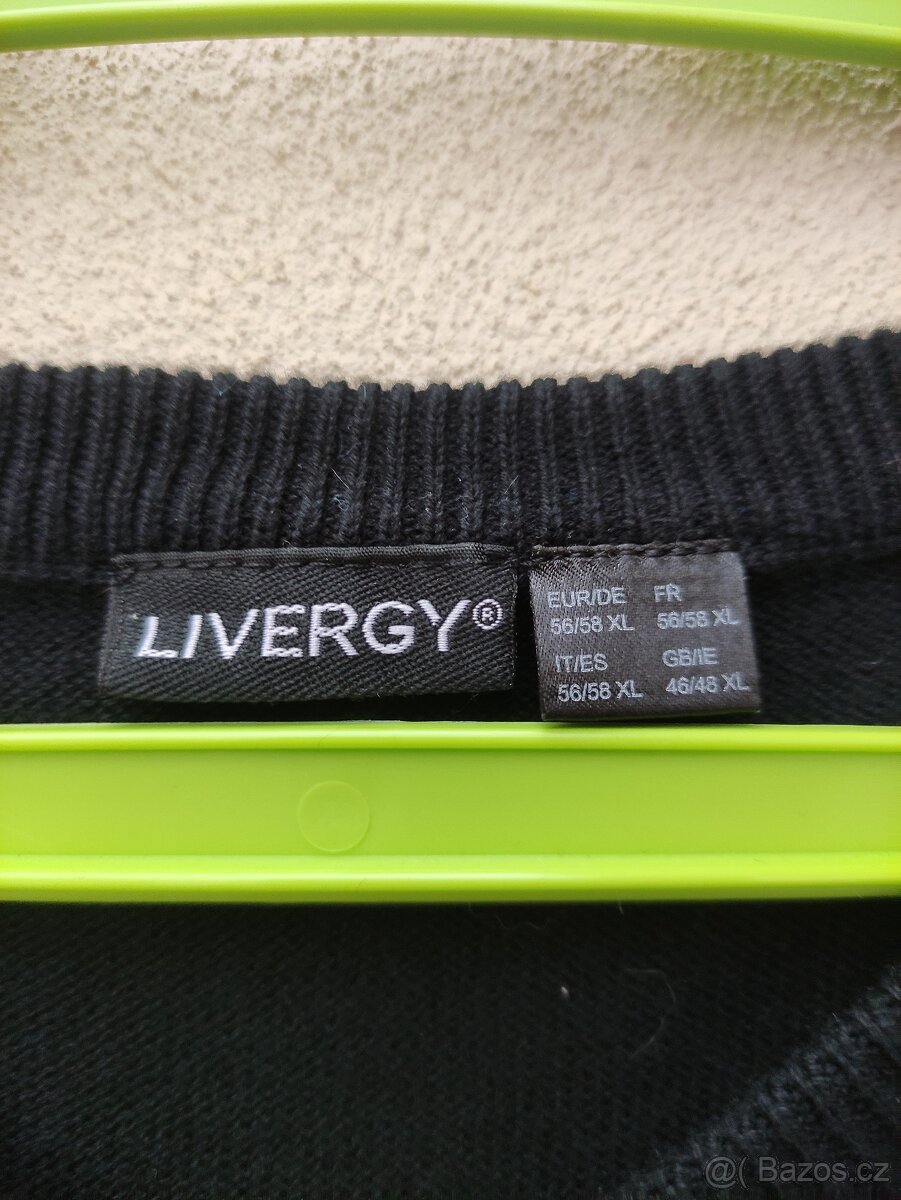 LIVERGY®
EUR/DE FR
56/58 XL 56/58 XL
IT/ES GB/IE
56/58 XL 46/48 XL
@( Bazos.cz